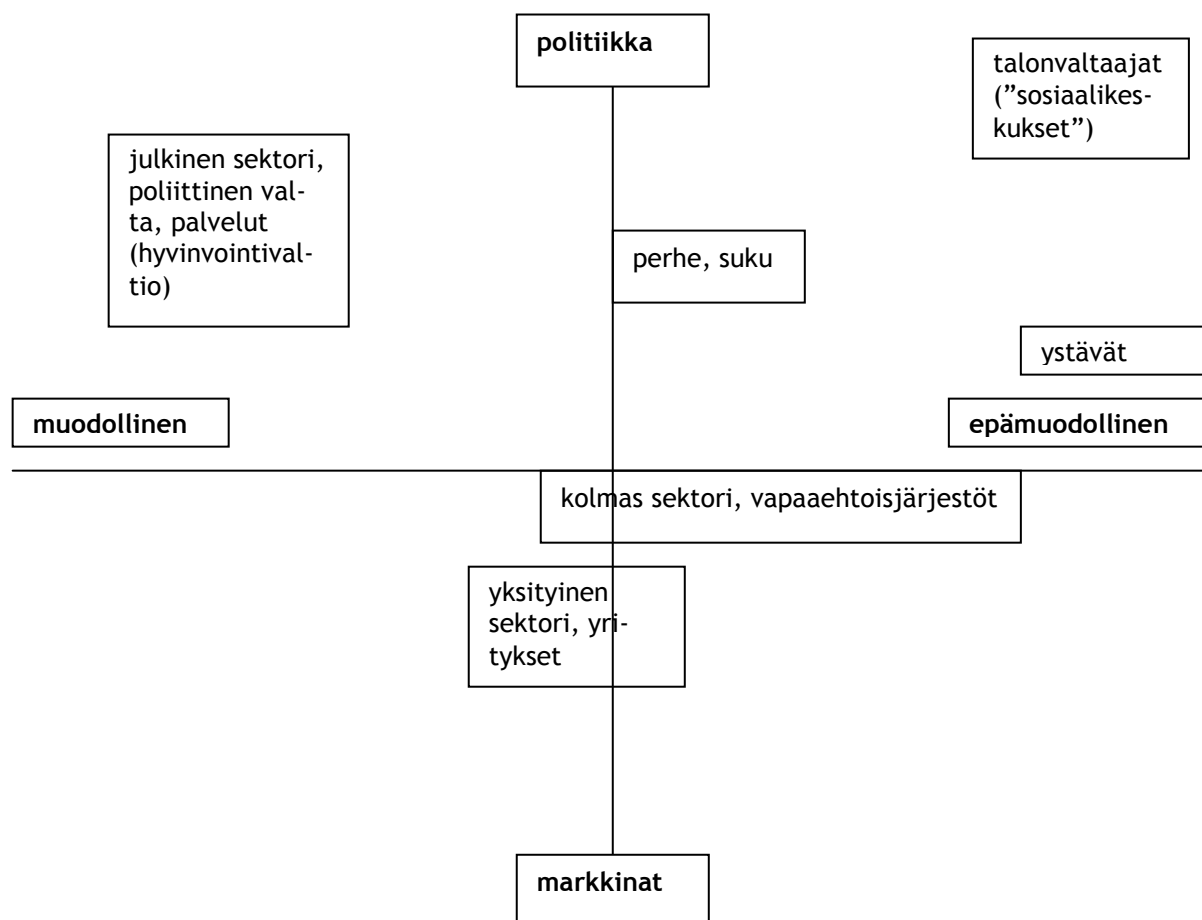 politiikka
talonvaltaajat
(”sosiaalikes-
kukset”)
julkinen sektori,
poliittinen val-
ta, palvelut
(hyvinvointival-
tio)
perhe, suku
ystävät
muodollinen
epämuodollinen
kolmas sektori, vapaaehtoisjärjestöt
yksityinen
sektori, yri-
tykset
markkinat